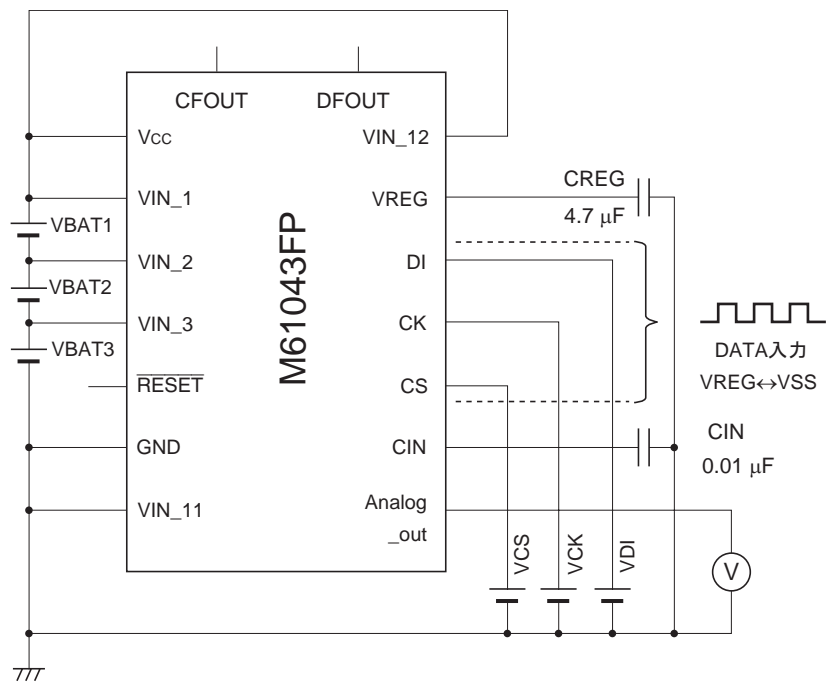 CFOUT
DFOUT
Vcc
VIN_12
VIN_1
VREG
CREG
4.7 μF
VBAT1
VIN_2
DI
VBAT2
VIN_3
CK
VBAT3
RESET
CS
GND
CIN
VIN_11
Analog
_out
M61043FP
DATA入力
VREG↔VSS
CIN
0.01 μF
VCS
VCK
VDI
V